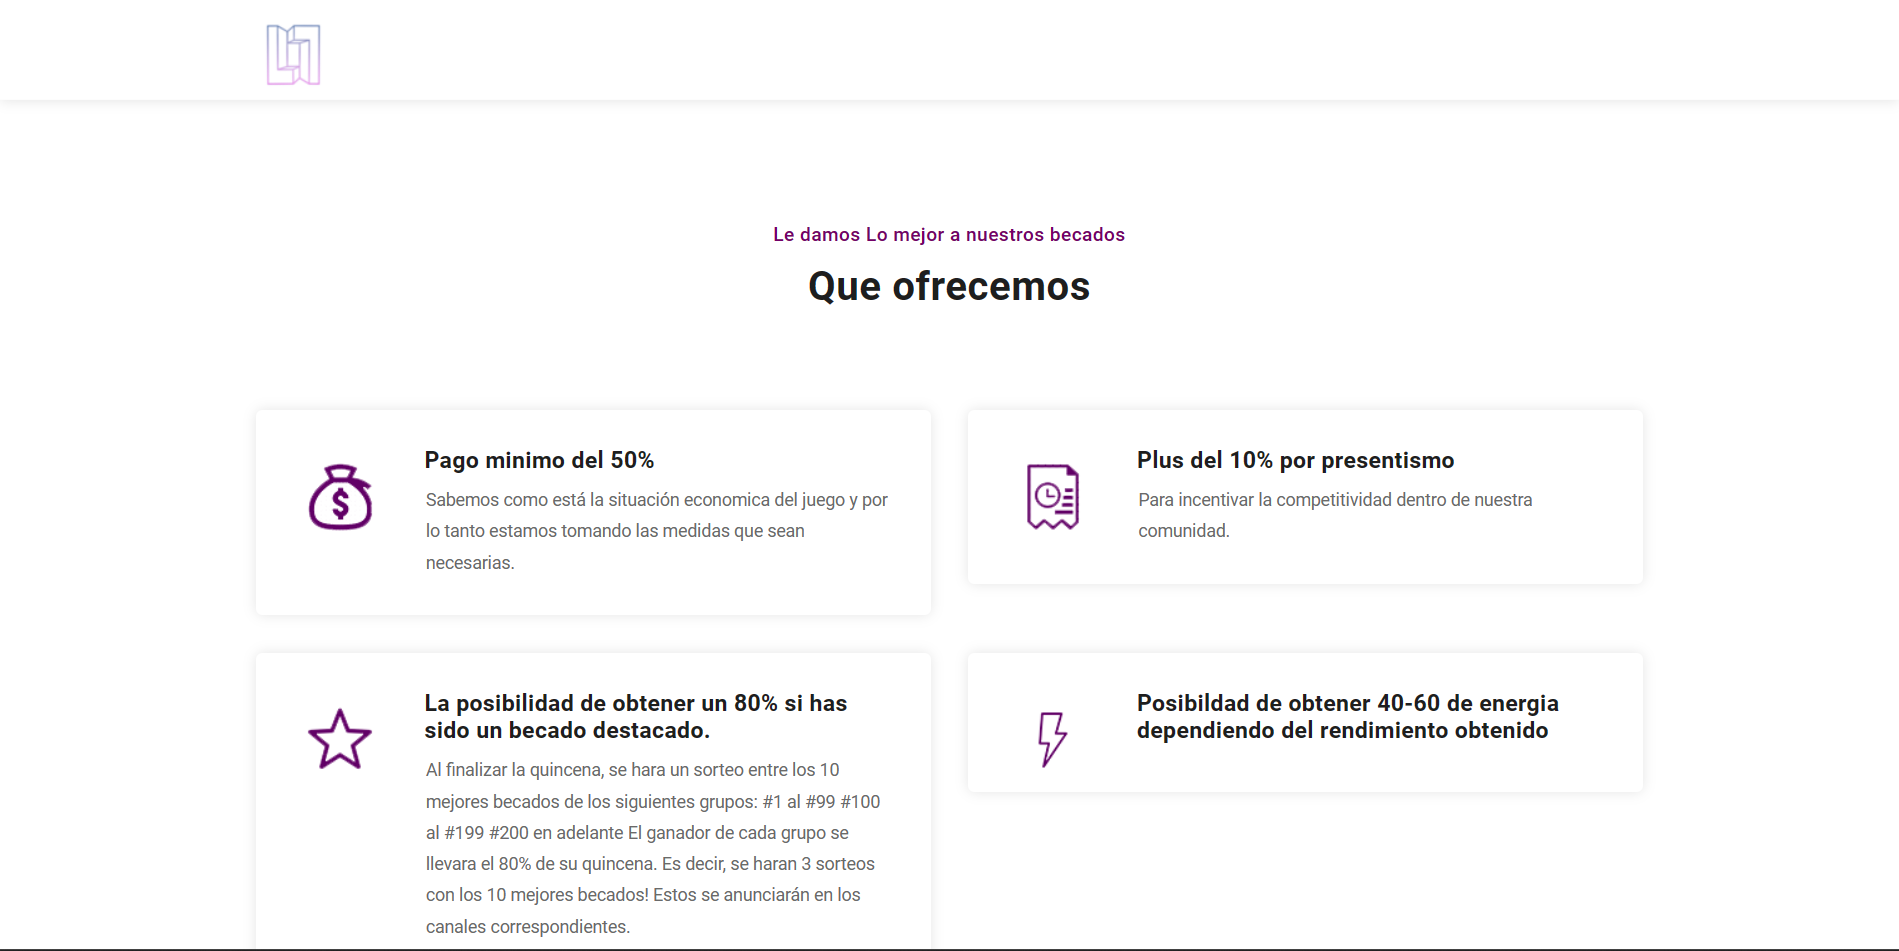 Le damos Lo mejor a nuestros becados
Que ofrecemos
Pago minimo del 50%
Sabemos como está la situación economica del juego y por
lo tanto estamos tomando las medidas que sean
necesarias.
Plus del 10% por presentismo
Para incentivar la competitividad dentro de nuestra
comunidad.
La posibilidad de obtener un 80% si has
sido un becado destacado.
Al finalizar la quincena, se hara un sorteo entre los 10
mejores becados de los siguientes grupos: #1 al #99 #100
al #199 #200 en adelante El ganador de cada grupo se
llevara el 80% de su quincena. Es decir, se haran 3 sorteos
con los 10 mejores becados! Estos se anunciarán en los
canales correspondientes.
Posibildad de obtener 40-60 de energia
dependiendo del rendimiento obtenido